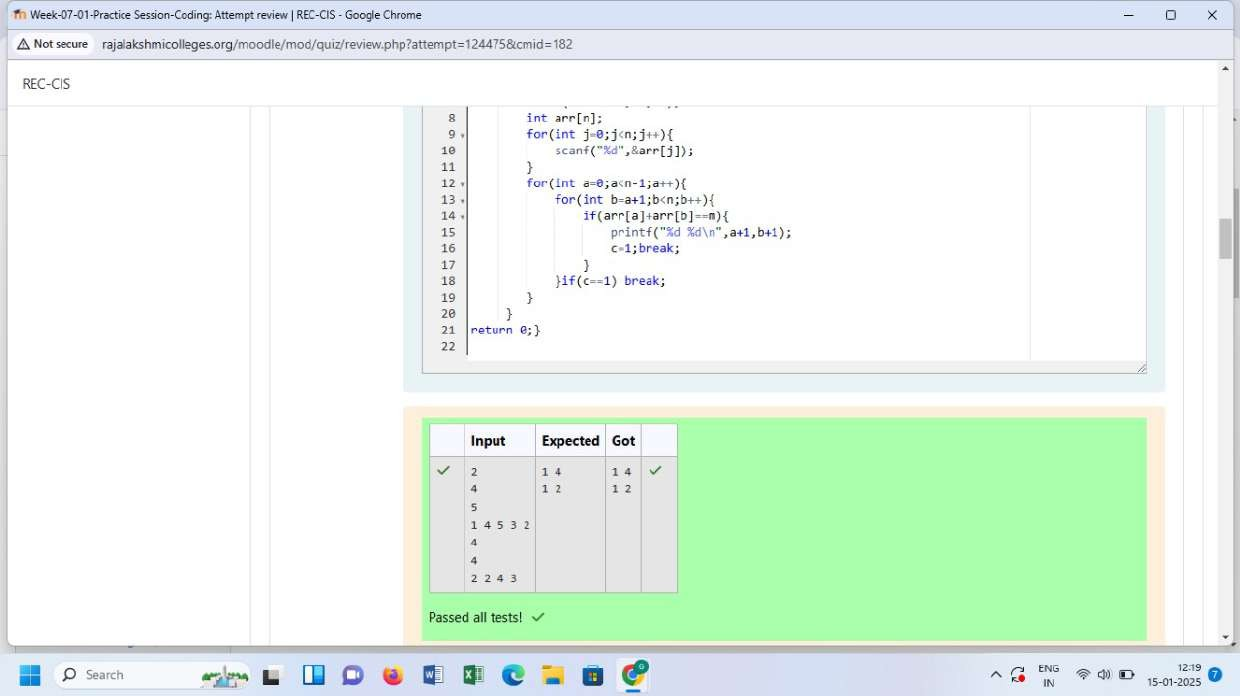 Week-07-01-Practice Session-Coding: Attempt review | REC-CIS - Google Chrome
Not secure rajalakshmicolleges.org/moodle/mod/quiz/review.php?attempt=124475&cmid=182
REC-CIS
8 int arr[n];
9 for(int j=0;j<n;j++){
10 scanf("%d",&arr[j]);
11 }
12 for(int a=0;a<n-1;a++){
13 for(int b=a+1;b<n;b++){
14 if(arr[a]+arr[b]==m){
15 printf("%d %d\n",a+1,b+1);
16 c=1;break;
17 }
18 }if(c==1) break;
19 }
20 }
21 return 0;}
22
Input Expected Got
2 1 4 1 4
4 1 2 1 2
5
1 4 5 3 2
4
4
2 2 4 3
Passed all tests!
Search
ENG 12:19
IN 15-01-2025 7